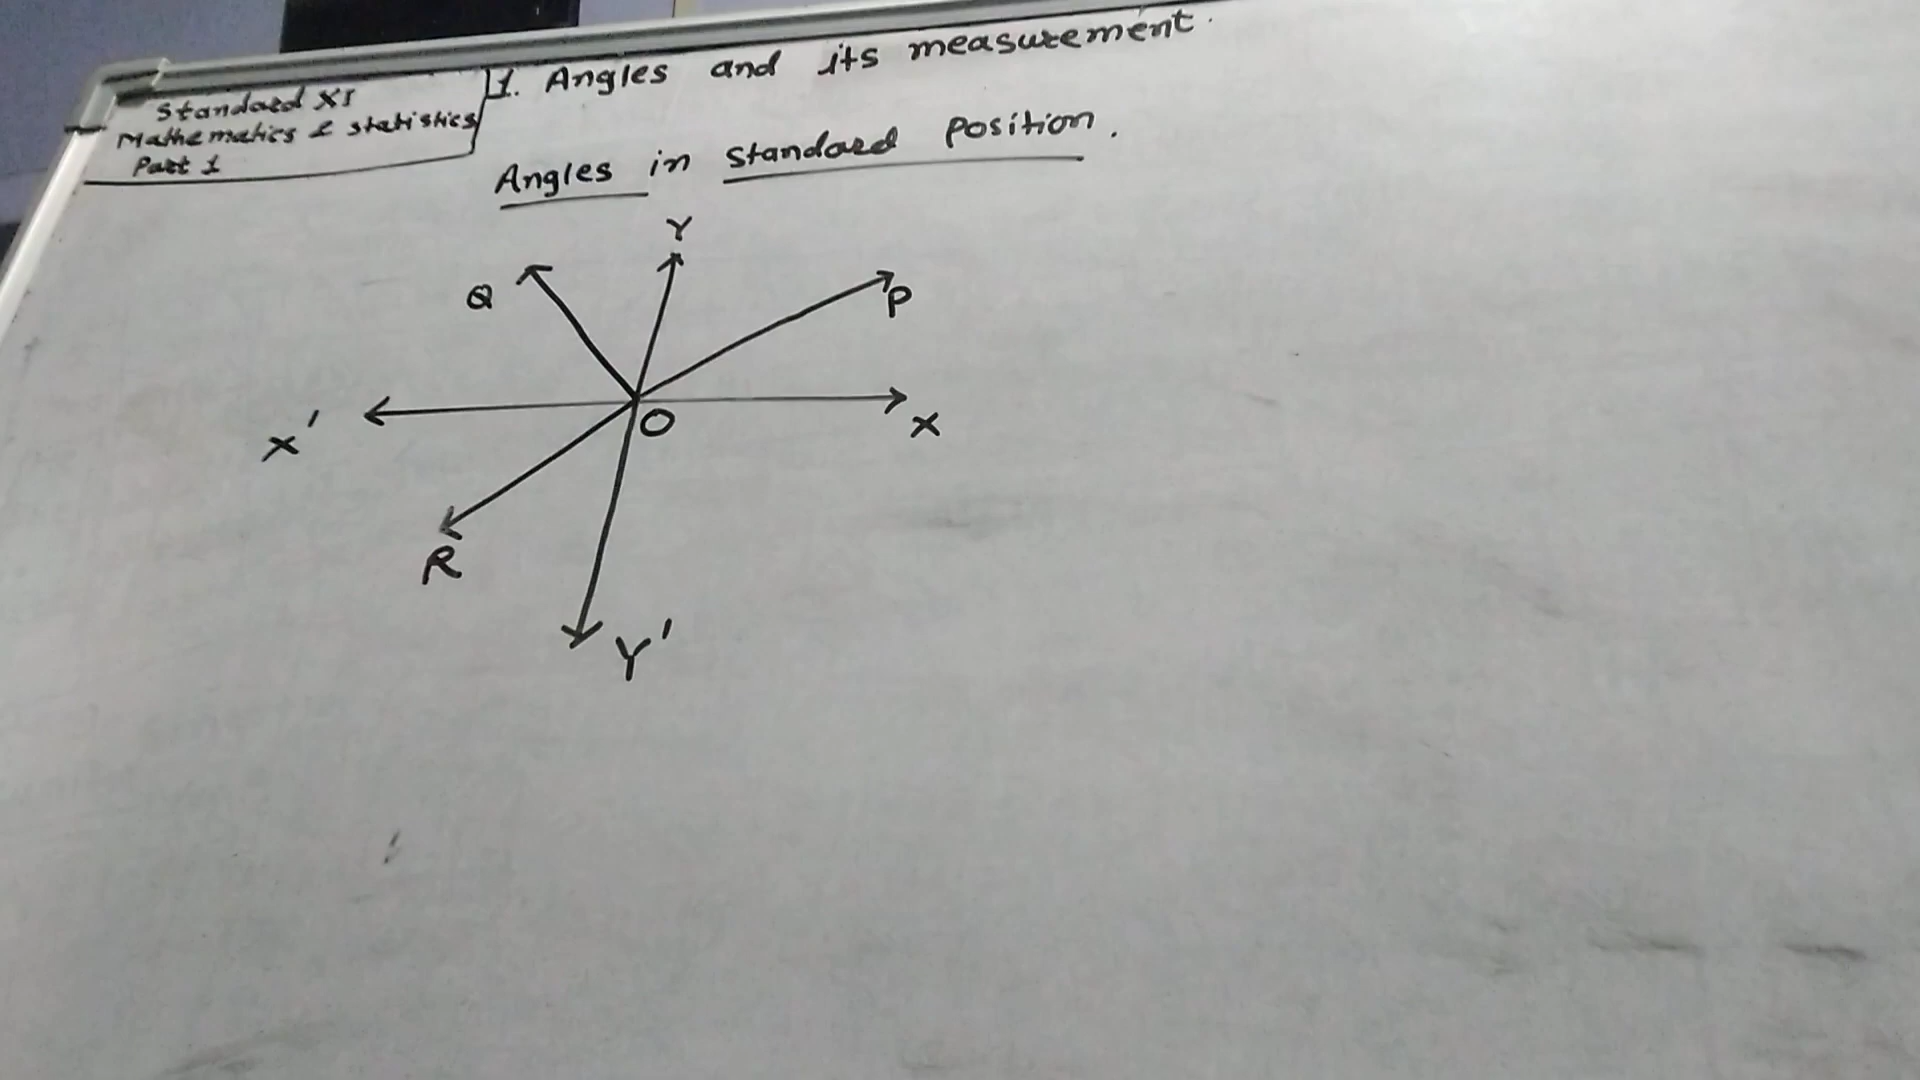 Standard XI
Mathematics & statistics
Part 1
1. Angles and its measurement.
Angles in standard position.
Y
Q
P
X'
O
X
R
Y'